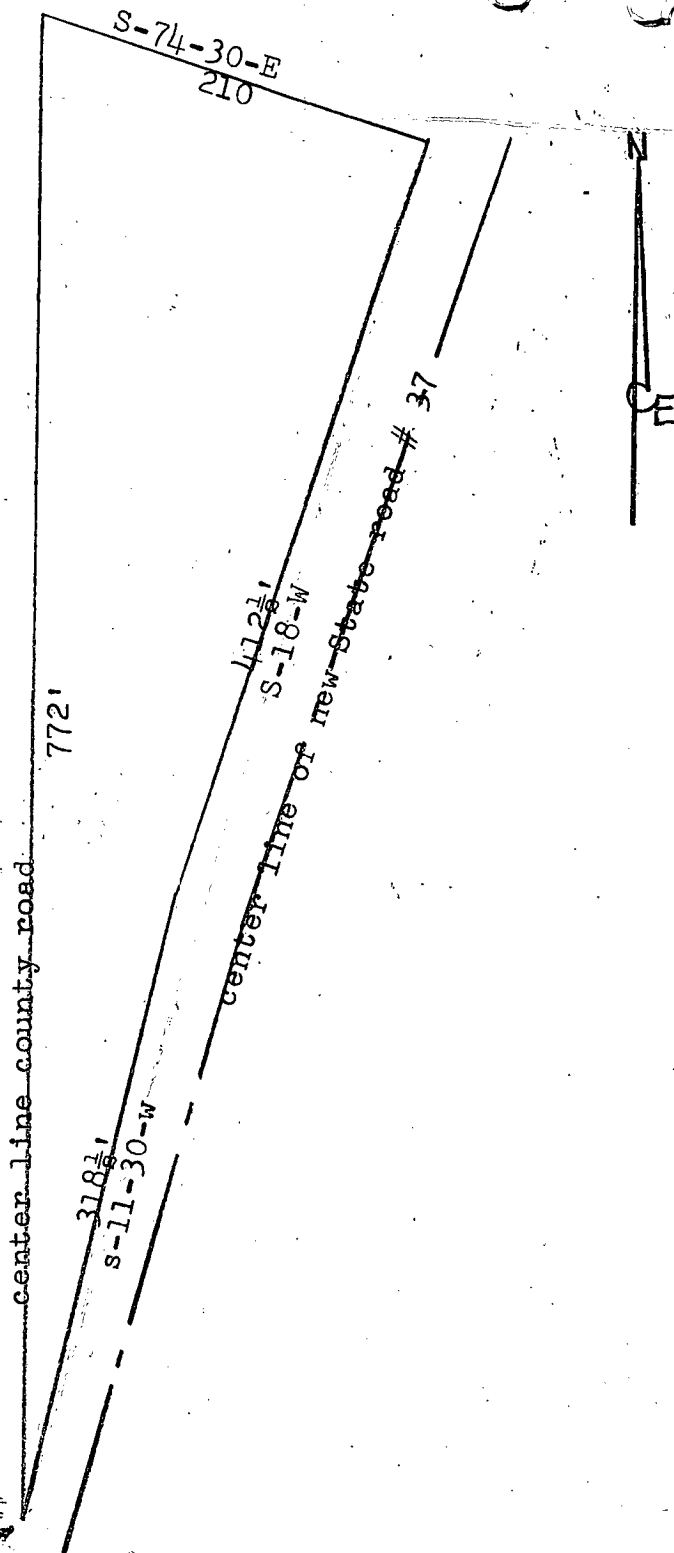 S-74-30-E
210
N
E
center line of new State road # 37
412⅛'
S-18-W
772'
center line county road
318⅛'
s-11-30-w